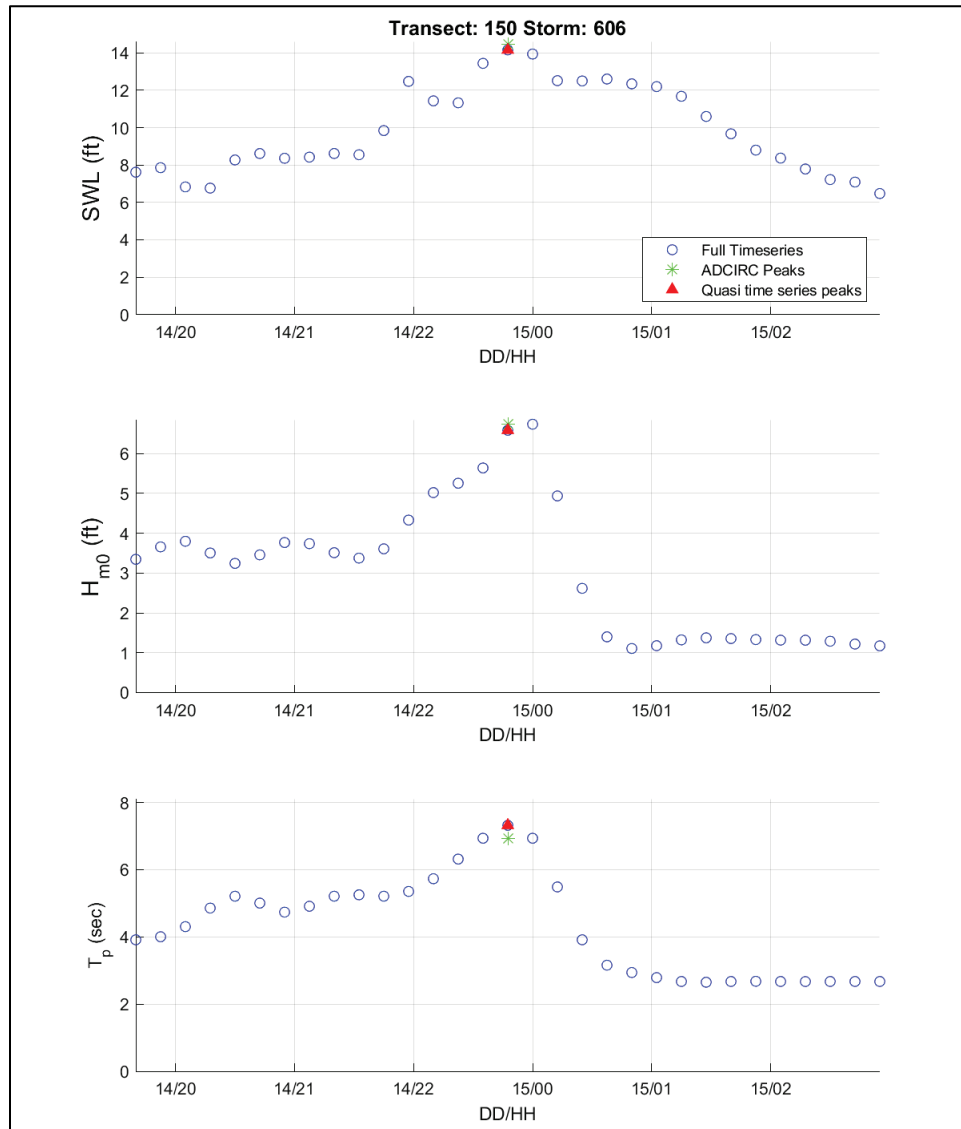 Transect: 150 Storm: 606
14
12
10
8
6
4
2
0
SWL (ft)
Full Timeseries
ADCIRC Peaks
Quasi time series peaks
14/20 14/21 14/22 15/00 15/01 15/02
DD/HH
6
5
4
3
2
1
0
Hm0 (ft)
14/20 14/21 14/22 15/00 15/01 15/02
DD/HH
8
6
4
2
0
Tp (sec)
14/20 14/21 14/22 15/00 15/01 15/02
DD/HH